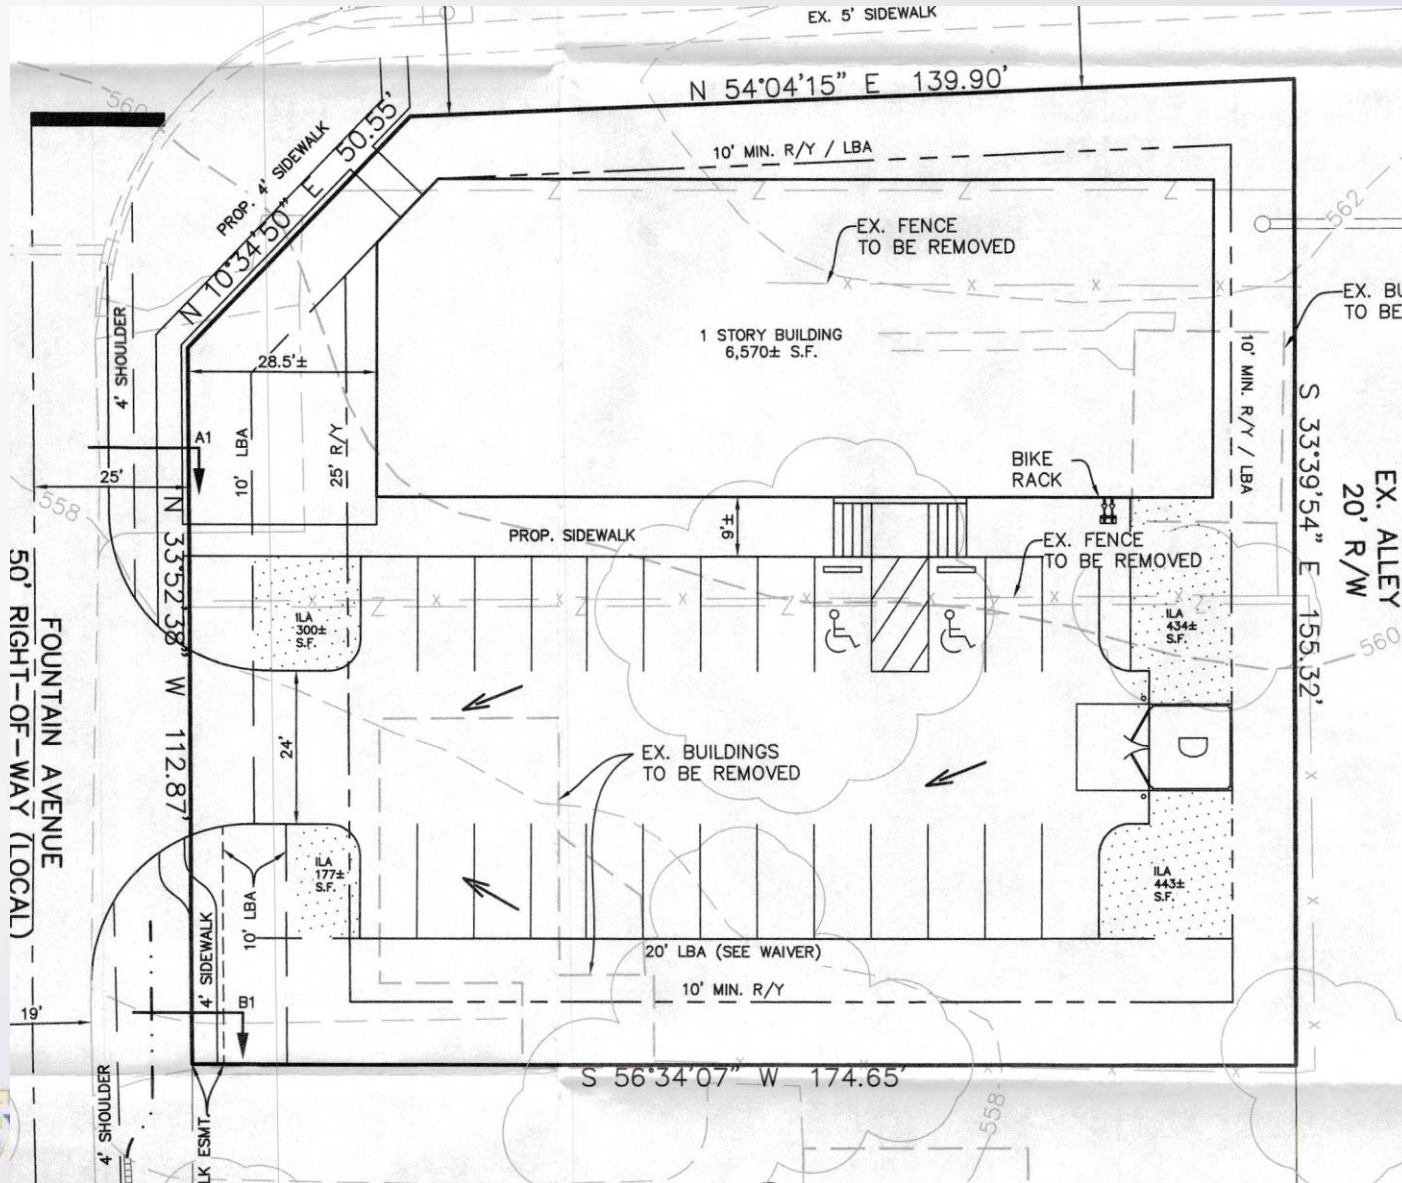 EX. 5' SIDEWALK
N 54°04'15" E 139.90'
560
PROP. 4' SIDEWALK
N 10°34'50" E 50.55'
10' MIN. R/Y / LBA
Z Z Z Z
562
EX. FENCE
TO BE REMOVED
x x x x
EX. BU
TO BE
1 STORY BUILDING
6,570± S.F.
4' SHOULDER
28.5'±
10' LBA
25' R/Y
A1
25'
558
10' MIN. R/Y / LBA
S 33°39'54" E 155.32'
EX. ALLEY
20' R/W
BIKE
RACK
PROP. SIDEWALK
9'±
EX. FENCE
TO BE REMOVED
N 33°52'38" W 112.87'
ILA
300±
S.F.
ILA
434±
S.F.
560
FOUNTAIN AVENUE
50' RIGHT-OF-WAY (LOCAL)
24'
EX. BUILDINGS
TO BE REMOVED
D
ILA
177±
S.F.
ILA
443±
S.F.
10' LBA
4' SIDEWALK
20' LBA (SEE WAIVER)
10' MIN. R/Y
B1
19'
S 56°34'07" W 174.65'
4' SHOULDER
LK ESMT.
558